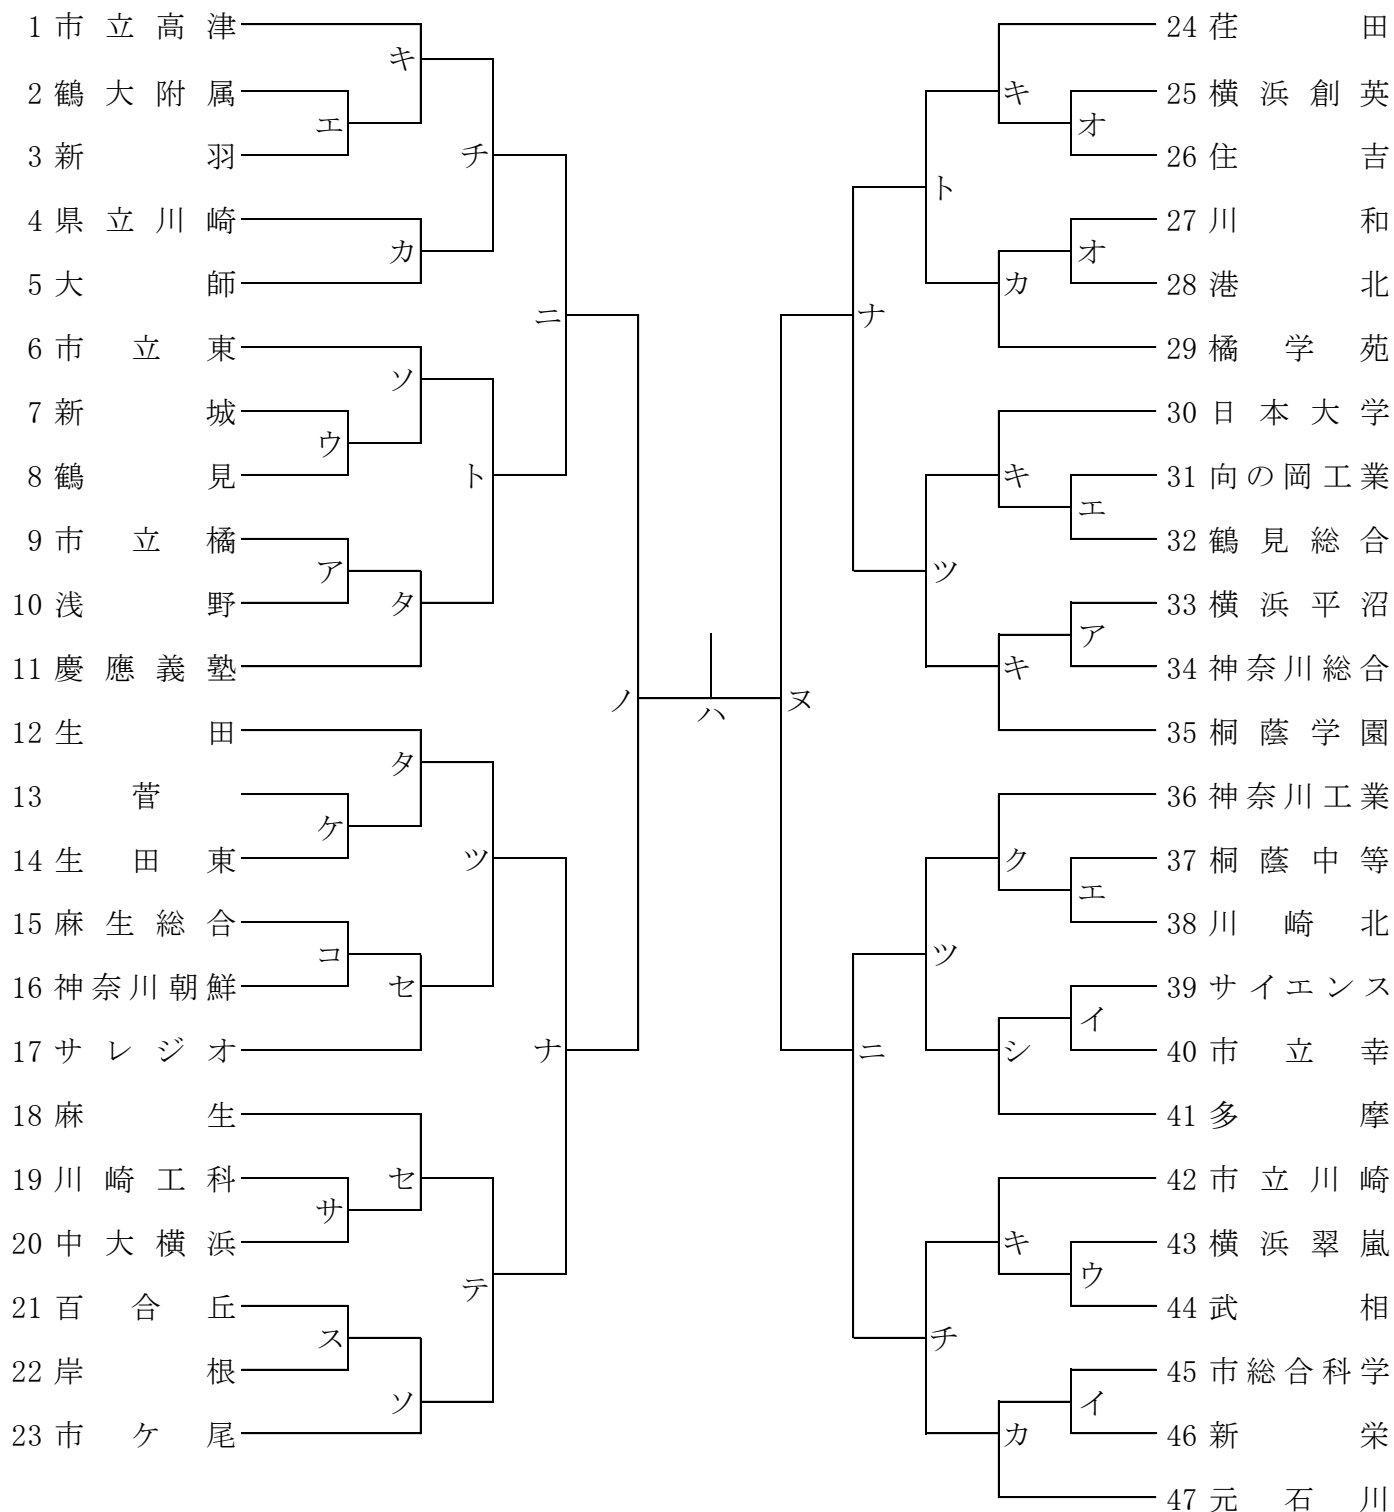 1 市立高津
キ
2 鶴大附属
エ
3 新羽
チ
4 県立川崎
カ
5 大師
ニ
6 市立東
ソ
7 新城
ウ
8 鶴見
ト
9 市立橘
ア
10 浅野
タ
11 慶應義塾
ノ
12 生田
タ
13 菅
ケ
14 生田東
ツ
15 麻生総合
コ
16 神奈川朝鮮
セ
17 サレジオ
ナ
18 麻生
19 川崎工科
セ
サ
20 中大横浜
テ
21 百合丘
ス
22 岸根
ソ
23 市ケ尾
ハ
24 荏田
キ
25 横浜創英
オ
26 住吉
ト
27 川和
オ
28 港北
カ
ナ
29 橘学苑
30 日本大学
キ
31 向の岡工業
エ
32 鶴見総合
ツ
33 横浜平沼
ア
34 神奈川総合
キ
ヌ
35 桐蔭学園
36 神奈川工業
ク
37 桐蔭中等
エ
38 川崎北
ツ
39 サイエンス
イ
40 市立幸
シ
ニ
41 多摩
42 市立川崎
キ
43 横浜翠嵐
ウ
44 武相
チ
45 市総合科学
イ
46 新栄
カ
47 元石川